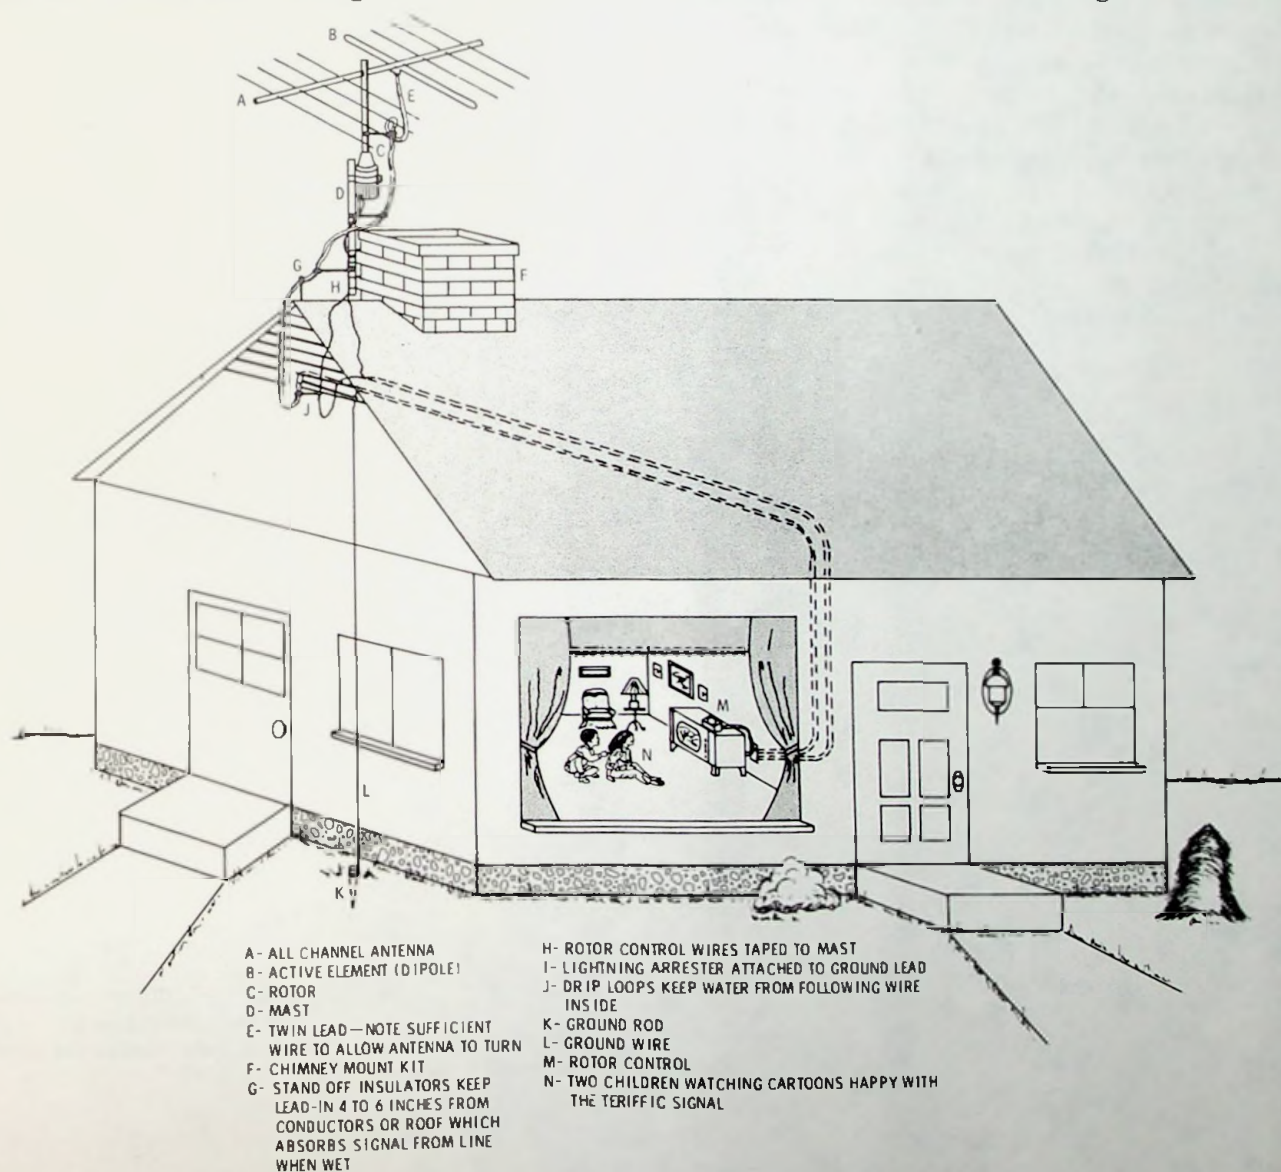 B
A
E
C
D
G
F
H
J
M
N
L
K
A- ALL CHANNEL ANTENNA
B- ACTIVE ELEMENT (DIPOLE)
C- ROTOR
D- MAST
E- TWIN LEAD—NOTE SUFFICIENT
WIRE TO ALLOW ANTENNA TO TURN
F- CHIMNEY MOUNT KIT
G- STAND OFF INSULATORS KEEP
LEAD-IN 4 TO 6 INCHES FROM
CONDUCTORS OR ROOF WHICH
ABSORBS SIGNAL FROM LINE
WHEN WET
H- ROTOR CONTROL WIRES TAPED TO MAST
I- LIGHTNING ARRESTER ATTACHED TO GROUND LEAD
J- DRIP LOOPS KEEP WATER FROM FOLLOWING WIRE
INSIDE
K- GROUND ROD
L- GROUND WIRE
M- ROTOR CONTROL
N- TWO CHILDREN WATCHING CARTOONS HAPPY WITH
THE TERIFFIC SIGNAL